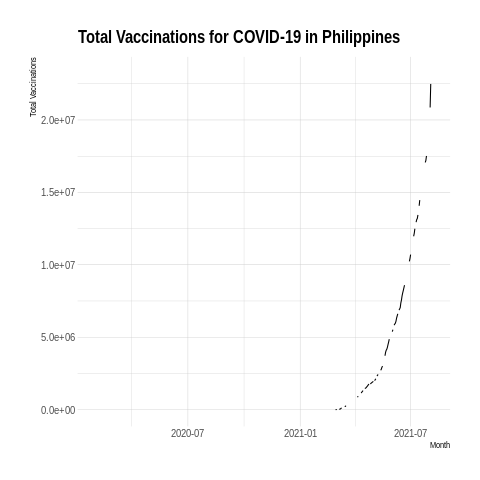 Total Vaccinations for COVID-19 in Philippines
Total Vaccinations
2.0e+07
1.5e+07
1.0e+07
5.0e+06
0.0e+00
2020-07
2021-01
2021-07
Month